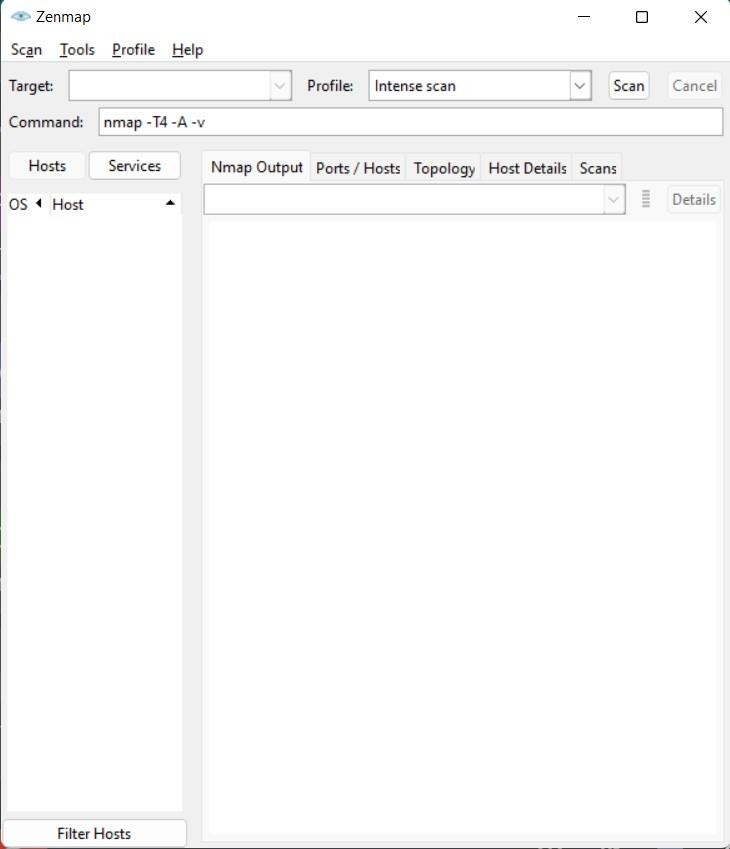 Zenmap
Scan Tools Profile Help
Target: Profile: Intense scan Scan Cancel
Command: nmap -T4 -A -v
Hosts Services Nmap Output Ports / Hosts Topology Host Details Scans
OS Host Details
Filter Hosts